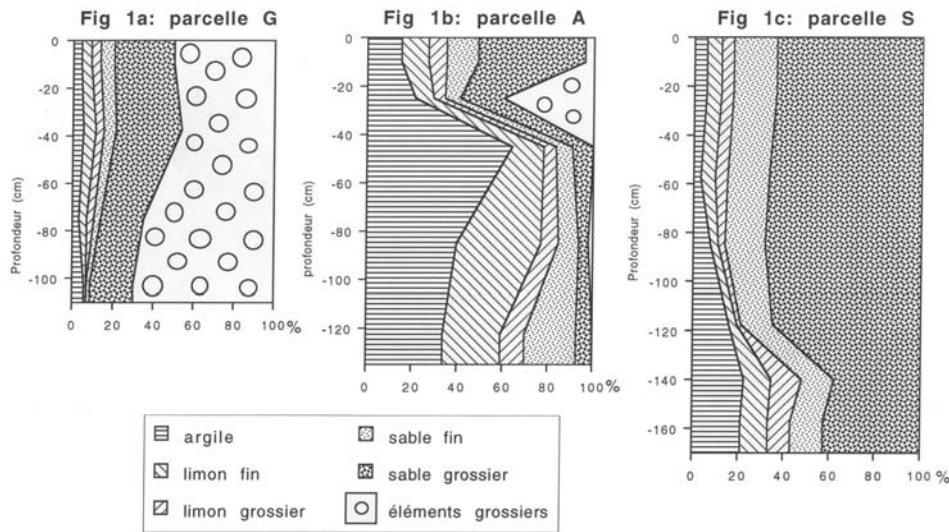 Fig 1a: parcelle G
Profondeur (cm)
0
-20
-40
-60
-80
-100
0 20 40 60 80 100 %
Fig 1b: parcelle A
profondeur (cm)
0
-20
-40
-60
-80
-100
-120
0 20 40 60 80 100 %
Fig 1c: parcelle S
Profondeur (cm)
0
-20
-40
-60
-80
-100
-120
-140
-160
0 20 40 60 80 100 %
argile
limon fin
limon grossier
sable fin
sable grossier
éléments grossiers